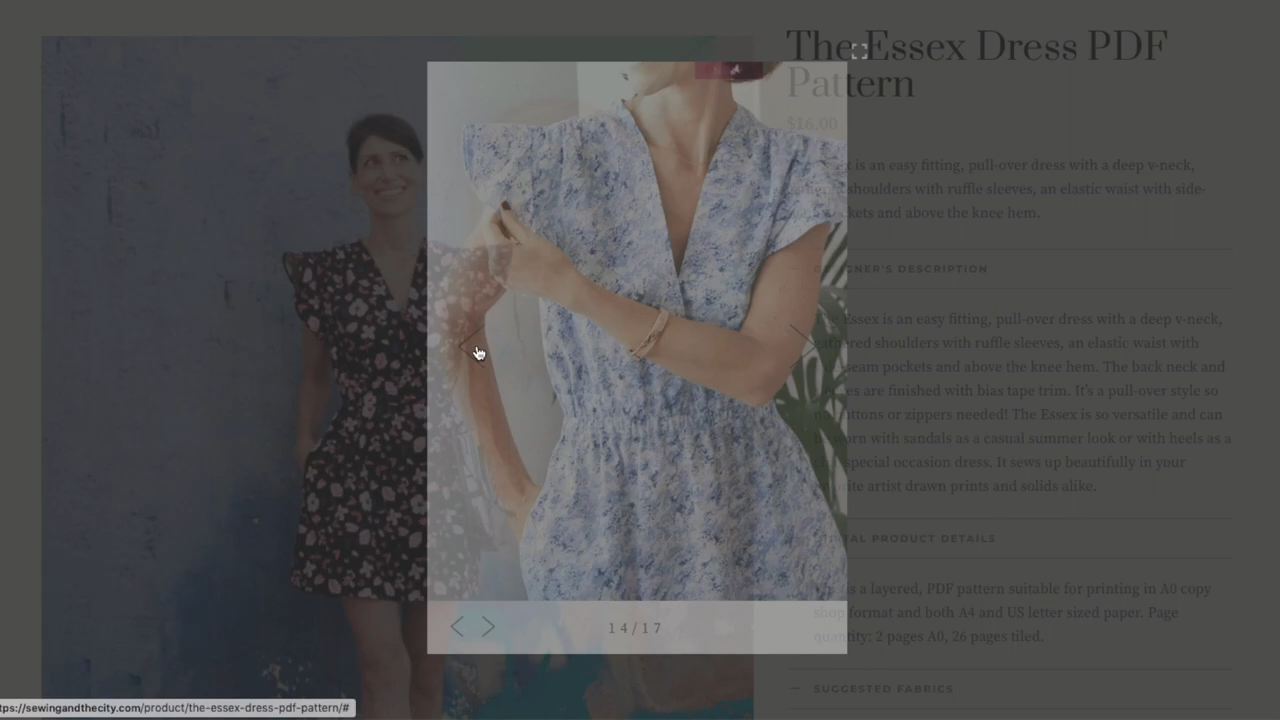 The Essex Dress PDF
Pattern
$16.00
is an easy fitting, pull-over dress with a deep v-neck,
shoulders with ruffle sleeves, an elastic waist with side-
and above the knee hem.
DESCRIPTION
Essex is an easy fitting, pull-over dress with a deep v-neck,
gathered shoulders with ruffle sleeves, an elastic waist with
seam pockets and above the knee hem. The back neck and
are finished with bias tape trim. It's a pull-over style so
no buttons or zippers needed! The Essex is so versatile and can
worn with sandals as a casual summer look or with heels as a
special occasion dress. It sews up beautifully in your
artist drawn prints and solids alike.
PRODUCT DETAILS
is a layered, PDF pattern suitable for printing in A0 copy
shop format and both A4 and US letter sized paper. Page
quantity: 2 pages A0, 26 pages tiled.
14/17
— SUGGESTED FABRICS
tps://sewingandthecity.com/product/the-essex-dress-pdf-pattern/#